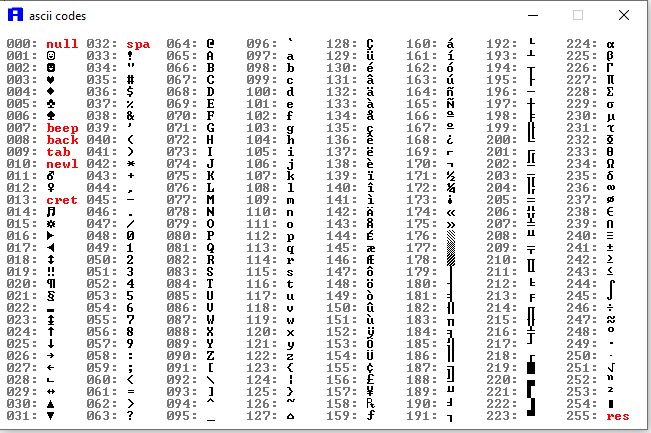 ascii codes
000: null 032: spa 064: @ 096: ` 128: Ç 160: á 192: └ 224: α
001: ☺ 033: ! 065: A 097: a 129: ü 161: í 193: ┴ 225: β
002: ☻ 034: " 066: B 098: b 130: é 162: ó 194: ┬ 226: Γ
003: ♥ 035: # 067: C 099: c 131: â 163: ú 195: ├ 227: π
004: ♦ 036: $ 068: D 100: d 132: ä 164: ñ 196: ─ 228: Σ
005: ♣ 037: % 069: E 101: e 133: à 165: Ñ 197: ┼ 229: σ
006: ♠ 038: & 070: F 102: f 134: å 166: ª 198: ╞ 230: µ
007: beep 039: ' 071: G 103: g 135: ç 167: º 199: ╟ 231: τ
008: back 040: ( 072: H 104: h 136: ê 168: ¿ 200: ╚ 232: Φ
009: tab 041: ) 073: I 105: i 137: ë 169: ⌐ 201: ╔ 233: Θ
010: newl 042: * 074: J 106: j 138: è 170: ¬ 202: ╩ 234: Ω
011: ♂ 043: + 075: K 107: k 139: ï 171: ½ 203: ╦ 235: δ
012: ♀ 044: , 076: L 108: l 140: î 172: ¼ 204: ╠ 236: ∞
013: cret 045: - 077: M 109: m 141: ì 173: ¡ 205: ═ 237: ø
014: ♫ 046: . 078: N 110: n 142: Ä 174: « 206: ╬ 238: ∈
015: ☼ 047: / 079: O 111: o 143: Å 175: » 207: ╧ 239: ∩
016: ► 048: 0 080: P 112: p 144: É 176: ░ 208: ╨ 240: ≡
017: ◄ 049: 1 081: Q 113: q 145: æ 177: ▒ 209: ╤ 241: ±
018: ↕ 050: 2 082: R 114: r 146: Æ 178: ▓ 210: ╥ 242: ≥
019: ‼ 051: 3 083: S 115: s 147: ô 179: │ 211: ╙ 243: ≤
020: ¶ 052: 4 084: T 116: t 148: ö 180: ┤ 212: ╘ 244: ⌠
021: § 053: 5 085: U 117: u 149: ò 181: ╡ 213: ╒ 245: ⌡
022: ▬ 054: 6 086: V 118: v 150: û 182: ╢ 214: ╓ 246: ÷
023: ↨ 055: 7 087: W 119: w 151: ù 183: ╖ 215: ╫ 247: ≈
024: ↑ 056: 8 088: X 120: x 152: ÿ 184: ╕ 216: ╪ 248: °
025: ↓ 057: 9 089: Y 121: y 153: Ö 185: ╣ 217: ┘ 249: ∙
026: → 058: : 090: Z 122: z 154: Ü 186: ║ 218: ┌ 250: ·
027: ← 059: ; 091: [ 123: { 155: ¢ 187: ╗ 219: █ 251: √
028: ∟ 060: < 092: \ 124: ¦ 156: £ 188: ╝ 220: ▄ 252: ⁿ
029: ↔ 061: = 093: ] 125: } 157: ¥ 189: ╜ 221: ▌ 253: ²
030: ▲ 062: > 094: ^ 126: ~ 158: ₧ 190: ╛ 222: ▐ 254: ■
031: ▼ 063: ? 095: _ 127: ⌂ 159: ƒ 191: ┐ 223: ▀ 255: res